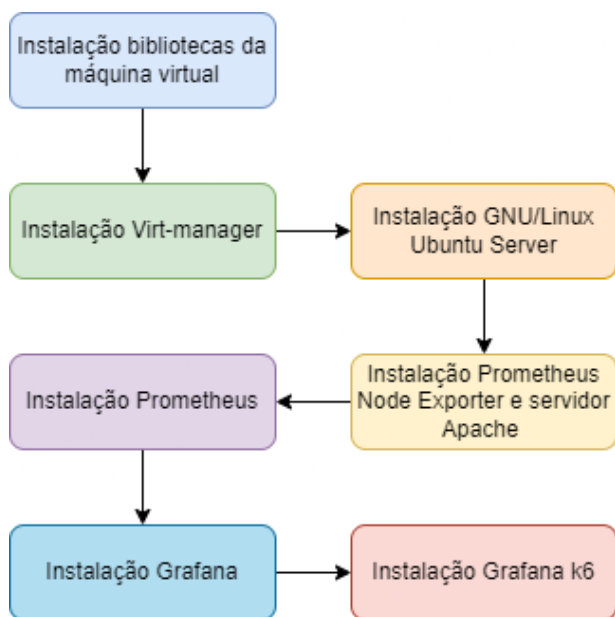 Instalação bibliotecas da
máquina virtual
Instalação Virt-manager
Instalação GNU/Linux
Ubuntu Server
Instalação Prometheus
Node Exporter e servidor
Apache
Instalação Prometheus
Instalação Grafana
Instalação Grafana k6